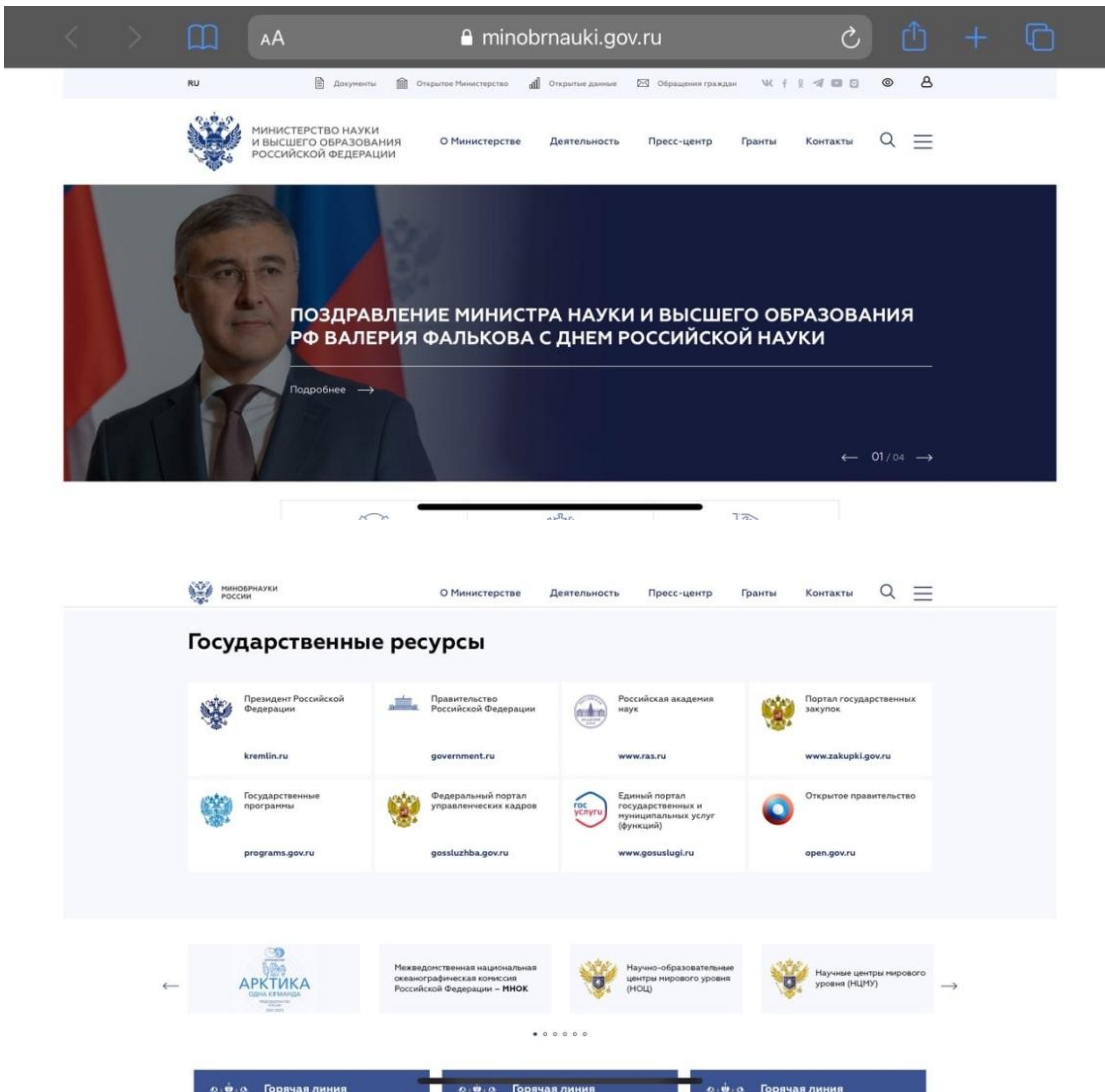 AA
minobrnauki.gov.ru
RU
Документы
Открытое Министерство
Открытые данные
Обращения граждан
МИНИСТЕРСТВО НАУКИ
И ВЫСШЕГО ОБРАЗОВАНИЯ
РОССИЙСКОЙ ФЕДЕРАЦИИ
О Министерстве
Деятельность
Пресс-центр
Гранты
Контакты
ПОЗДРАВЛЕНИЕ МИНИСТРА НАУКИ И ВЫСШЕГО ОБРАЗОВАНИЯ
РФ ВАЛЕРИЯ ФАЛЬКОВА С ДНЕМ РОССИЙСКОЙ НАУКИ
Подробнее
01 / 04
МИНОБРНАУКИ
РОССИИ
О Министерстве
Деятельность
Пресс-центр
Гранты
Контакты
Государственные ресурсы
Президент Российской
Федерации
kremlin.ru
Правительство
Российской Федерации
government.ru
Российская академия
наук
www.ras.ru
Портал государственных
закупок
www.zakupki.gov.ru
Государственные
программы
programs.gov.ru
Федеральный портал
управленческих кадров
gossluzhba.gov.ru
гос
услуги
Единый портал
государственных и
муниципальных услуг
(функций)
www.gosuslugi.ru
Открытое правительство
open.gov.ru
АРКТИКА
ОДНА КОМАНДА
Межведомственная национальная
океанографическая комиссия
Российской Федерации – МНОК
Научно-образовательные
центры мирового уровня
(НОЦ)
Научные центры мирового
уровня (НЦМУ)
Горячая линия
Горячая линия
Горячая линия